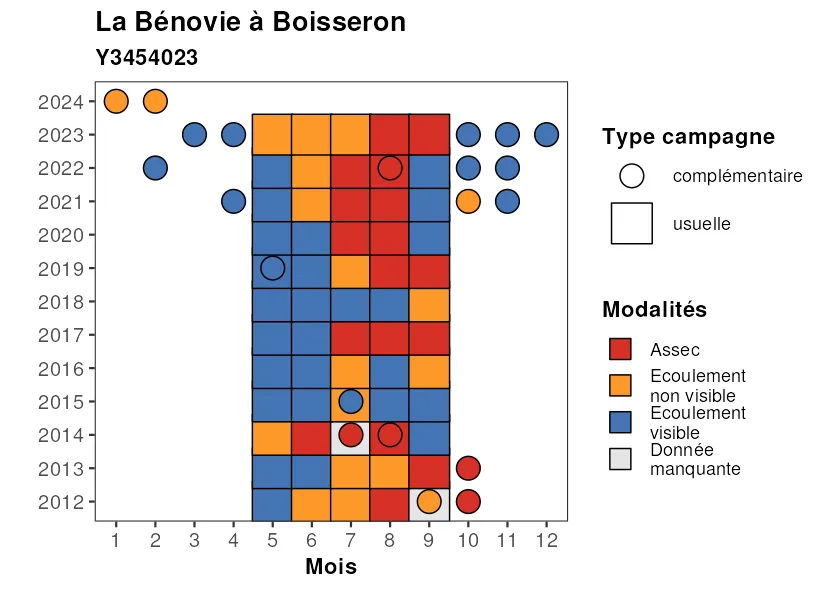 La Bénovie à Boisseron
Y3454023
2024
2023
2022
2021
2020
2019
2018
2017
2016
2015
2014
2013
2012
1 2 3 4 5 6 7 8 9 10 11 12
Mois
Type campagne
complémentaire
usuelle
Modalités
Assec
Ecoulement
non visible
Ecoulement
visible
Donnée
manquante